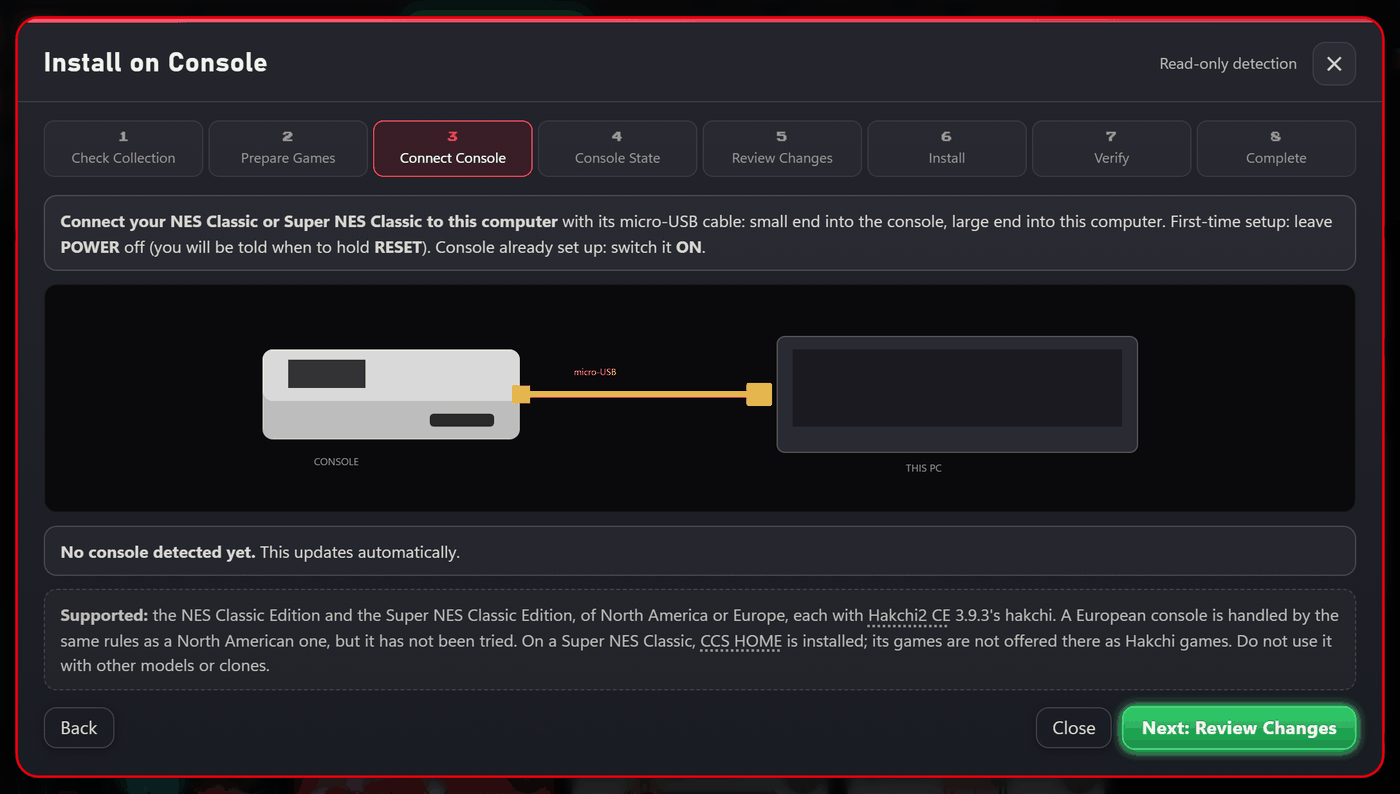 Install on Console
Read-only detection
1
Check Collection
2
Prepare Games
3
Connect Console
4
Console State
5
Review Changes
6
Install
7
Verify
8
Complete
Connect your NES Classic or Super NES Classic to this computer with its micro-USB cable: small end into the console, large end into this computer. First-time setup: leave
POWER off (you will be told when to hold RESET). Console already set up: switch it ON.
micro-USB
CONSOLE
THIS PC
No console detected yet. This updates automatically.
Supported: the NES Classic Edition and the Super NES Classic Edition, of North America or Europe, each with Hakchi2 CE 3.9.3's hakchi. A European console is handled by the
same rules as a North American one, but it has not been tried. On a Super NES Classic, CCS HOME is installed; its games are not offered there as Hakchi games. Do not use it
with other models or clones.
Back
Close
Next: Review Changes